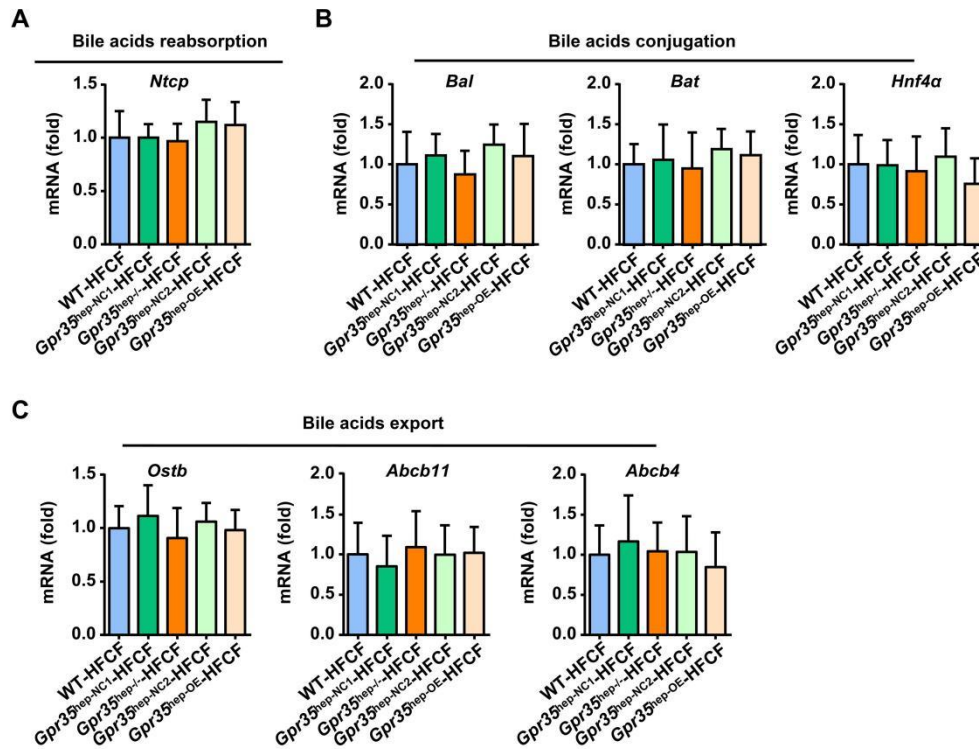 A
Bile acids reabsorption
Ntcp
mRNA (fold)
1.5
1.0
0.5
0.0
WT-HFCF
Gpr35hep-NC1-HFCF
Gpr35hep-/--HFCF
Gpr35hep-NC2-HFCF
Gpr35hep-OE-HFCF
B
Bile acids conjugation
Bal
mRNA (fold)
2.0
1.5
1.0
0.5
0.0
WT-HFCF
Gpr35hep-NC1-HFCF
Gpr35hep-/--HFCF
Gpr35hep-NC2-HFCF
Gpr35hep-OE-HFCF
Bat
mRNA (fold)
2.0
1.5
1.0
0.5
0.0
WT-HFCF
Gpr35hep-NC1-HFCF
Gpr35hep-/--HFCF
Gpr35hep-NC2-HFCF
Gpr35hep-OE-HFCF
Hnf4α
mRNA (fold)
2.0
1.5
1.0
0.5
0.0
WT-HFCF
Gpr35hep-NC1-HFCF
Gpr35hep-/--HFCF
Gpr35hep-NC2-HFCF
Gpr35hep-OE-HFCF
C
Bile acids export
Ostb
mRNA (fold)
1.5
1.0
0.5
0.0
WT-HFCF
Gpr35hep-NC1-HFCF
Gpr35hep-/--HFCF
Gpr35hep-NC2-HFCF
Gpr35hep-OE-HFCF
Abcb11
mRNA (fold)
2.0
1.5
1.0
0.5
0.0
WT-HFCF
Gpr35hep-NC1-HFCF
Gpr35hep-/--HFCF
Gpr35hep-NC2-HFCF
Gpr35hep-OE-HFCF
Abcb4
mRNA (fold)
2.0
1.5
1.0
0.5
0.0
WT-HFCF
Gpr35hep-NC1-HFCF
Gpr35hep-/--HFCF
Gpr35hep-NC2-HFCF
Gpr35hep-OE-HFCF